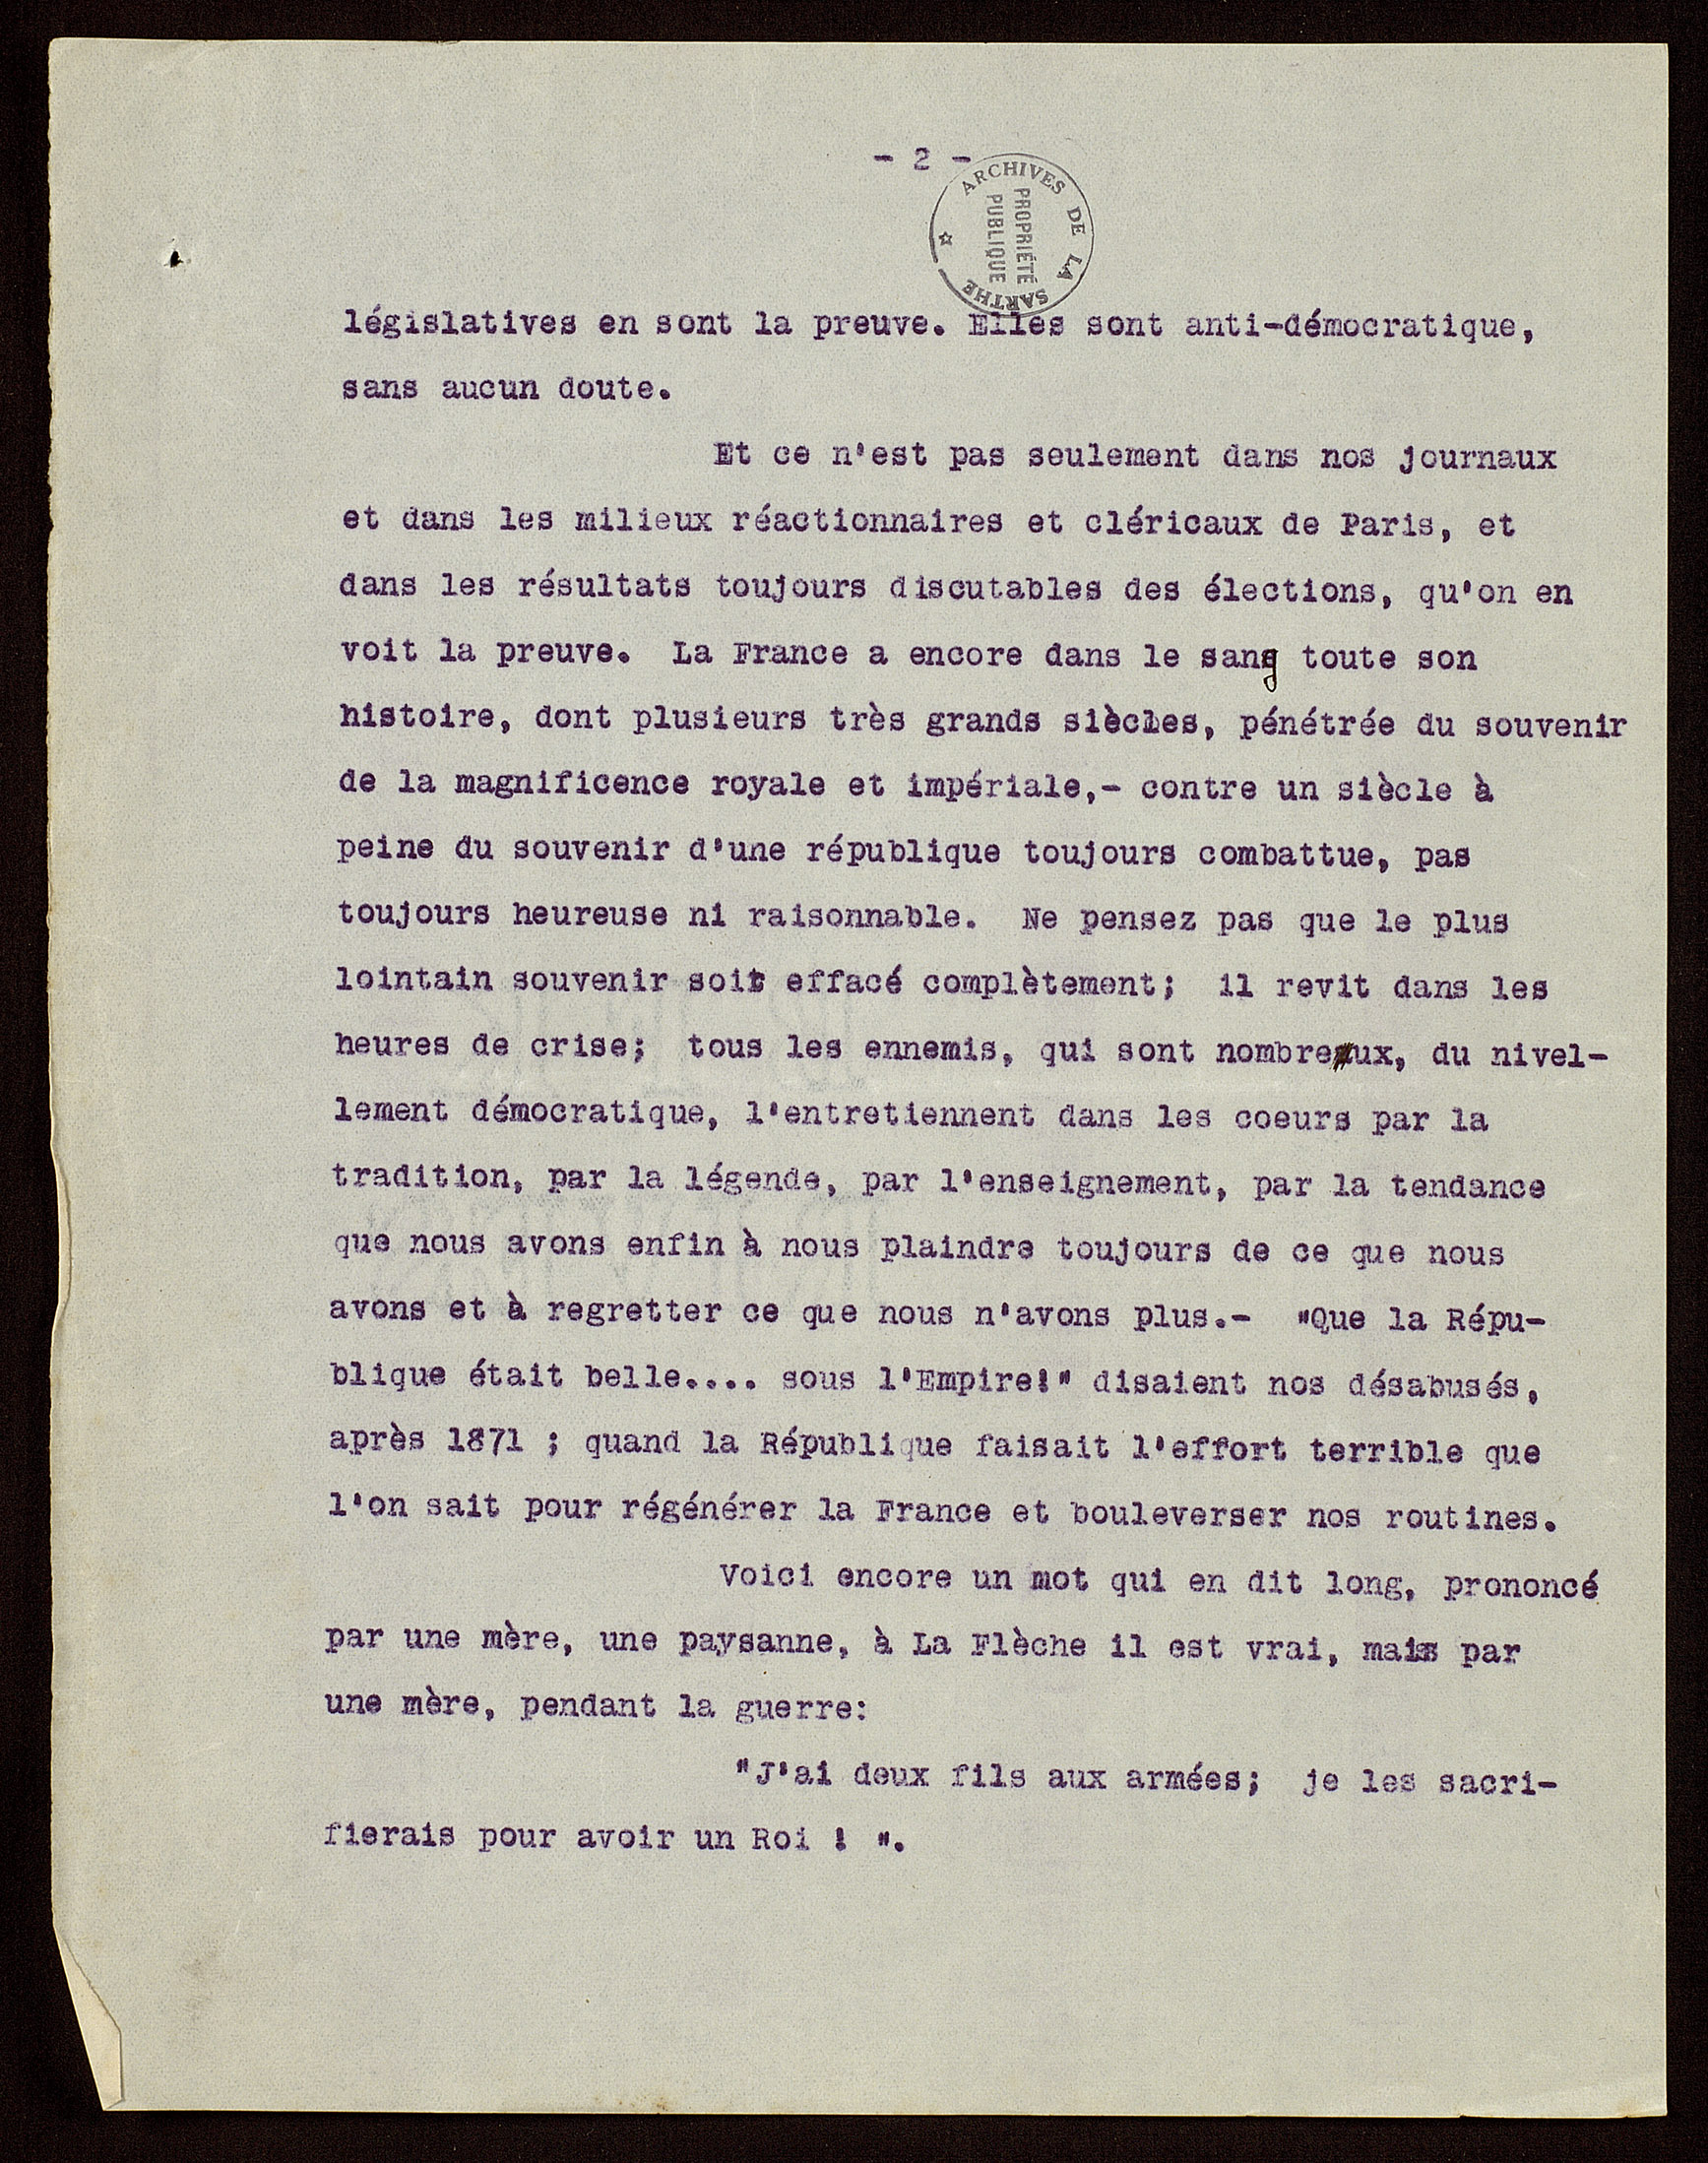 - 2 -
ARCHIVES DE LA SARTHE
PROPRIÉTÉ
PUBLIQUE
législatives en sont la preuve. Elles sont anti-démocratique,
sans aucun doute.
Et ce n'est pas seulement dans nos journaux
et dans les milieux réactionnaires et cléricaux de Paris, et
dans les résultats toujours discutables des élections, qu'on en
voit la preuve. La France a encore dans le sang toute son
histoire, dont plusieurs très grands siècles, pénétrée du souvenir
de la magnificence royale et impériale,- contre un siècle à
peine du souvenir d'une république toujours combattue, pas
toujours heureuse ni raisonnable. Ne pensez pas que le plus
lointain souvenir soit effacé complètement; il revit dans les
heures de crise; tous les ennemis, qui sont nombreux, du nivel-
lement démocratique, l'entretiennent dans les coeurs par la
tradition, par la légende, par l'enseignement, par la tendance
que nous avons enfin à nous plaindre toujours de ce que nous
avons et à regretter ce que nous n'avons plus.- "Que la Répu-
blique était belle.... sous l'Empire!" disaient nos désabusés,
après 1871 ; quand la République faisait l'effort terrible que
l'on sait pour régénérer la France et bouleverser nos routines.
Voici encore un mot qui en dit long, prononcé
par une mère, une paysanne, à La Flèche il est vrai, mais par
une mère, pendant la guerre:
"J'ai deux fils aux armées; je les sacri-
fierais pour avoir un Roi ! ".